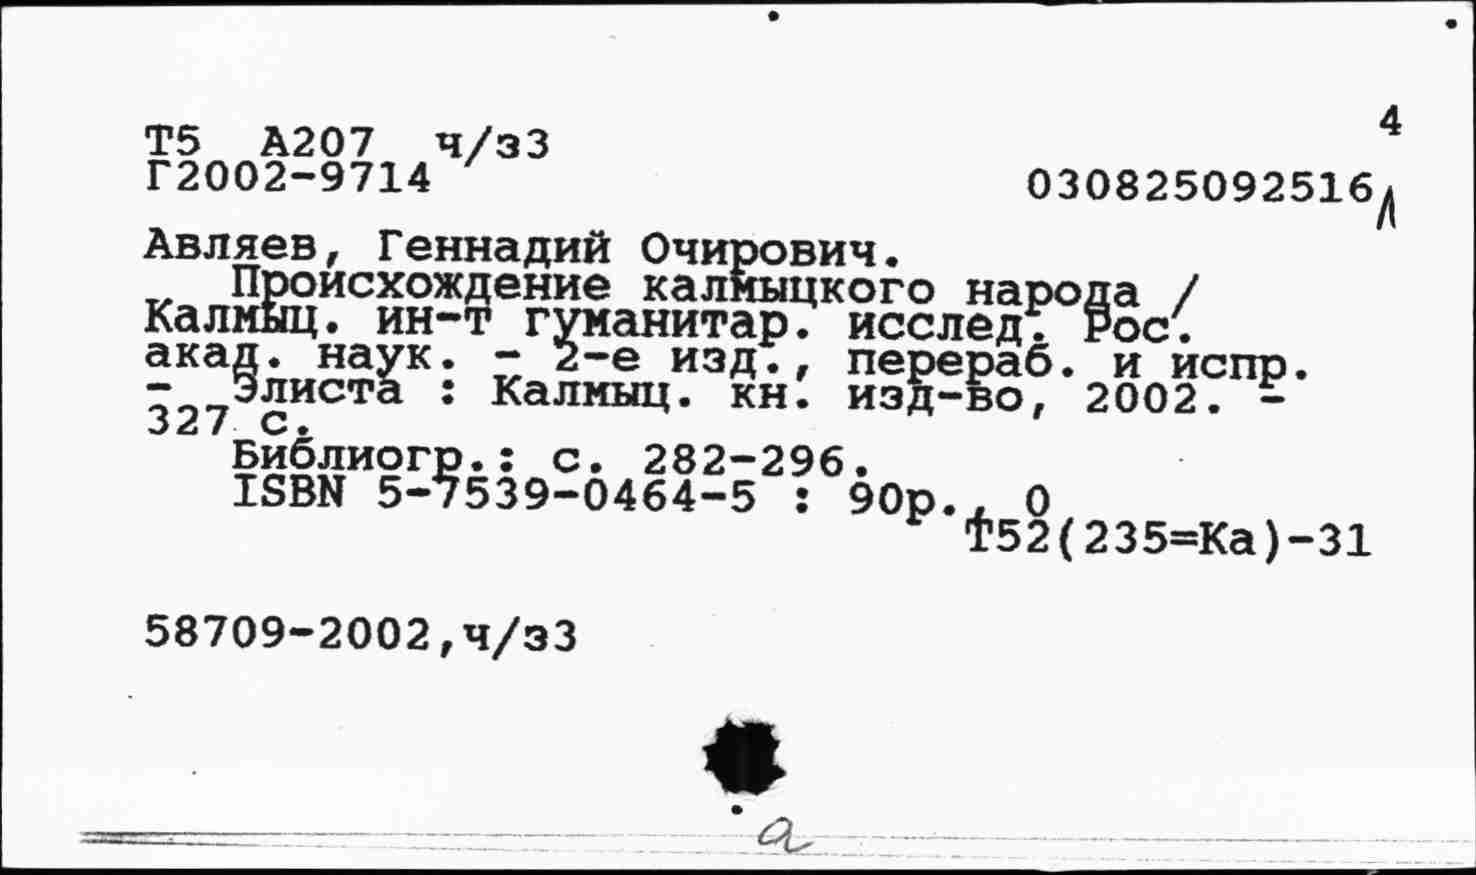 4
Т5 А207 ч/зЗ
Г2002-9714
030825092516
Авляев, Геннадий Очирович.
Происхождение калмыцкого народа /
Калмыц. ин-т гуманитар. исслед. Рос.
акад. наук. - 2-е изд., перераб. и испр.
- Элиста : Калмыц. кн. изд-во, 2002. -
327 с.
Библиогр.: с. 282-296.
ISBN 5-7539-0464-5 : 90р., 0
Т52(235=Ка)-31
58709-2002,ч/зЗ
а